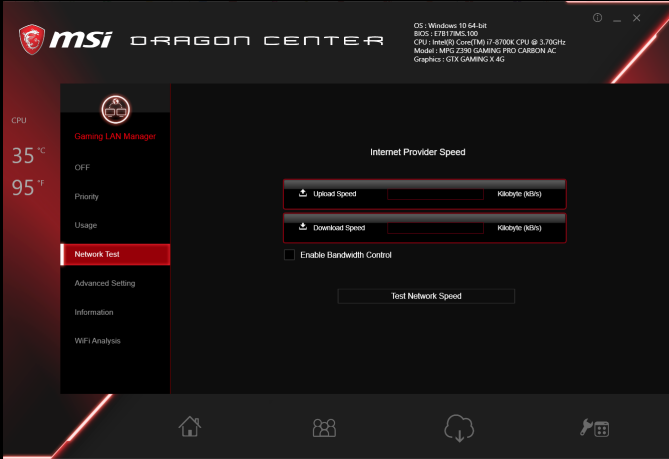 msi DRAGON CENTER
OS : Windows 10 64-bit
BIOS : E7B17IMS.100
CPU : Intel(R) Core(TM) i7-8700K CPU @ 3.70GHz
Model : MPG Z390 GAMING PRO CARBON AC
Graphics : GTX GAMING X 4G
CPU
35 °C
95 °F
Gaming LAN Manager
OFF
Priority
Usage
Network Test
Advanced Setting
Information
WiFi Analysis
Internet Provider Speed
Upload Speed Kilobyte (kB/s)
Download Speed Kilobyte (kB/s)
Enable Bandwidth Control
Test Network Speed